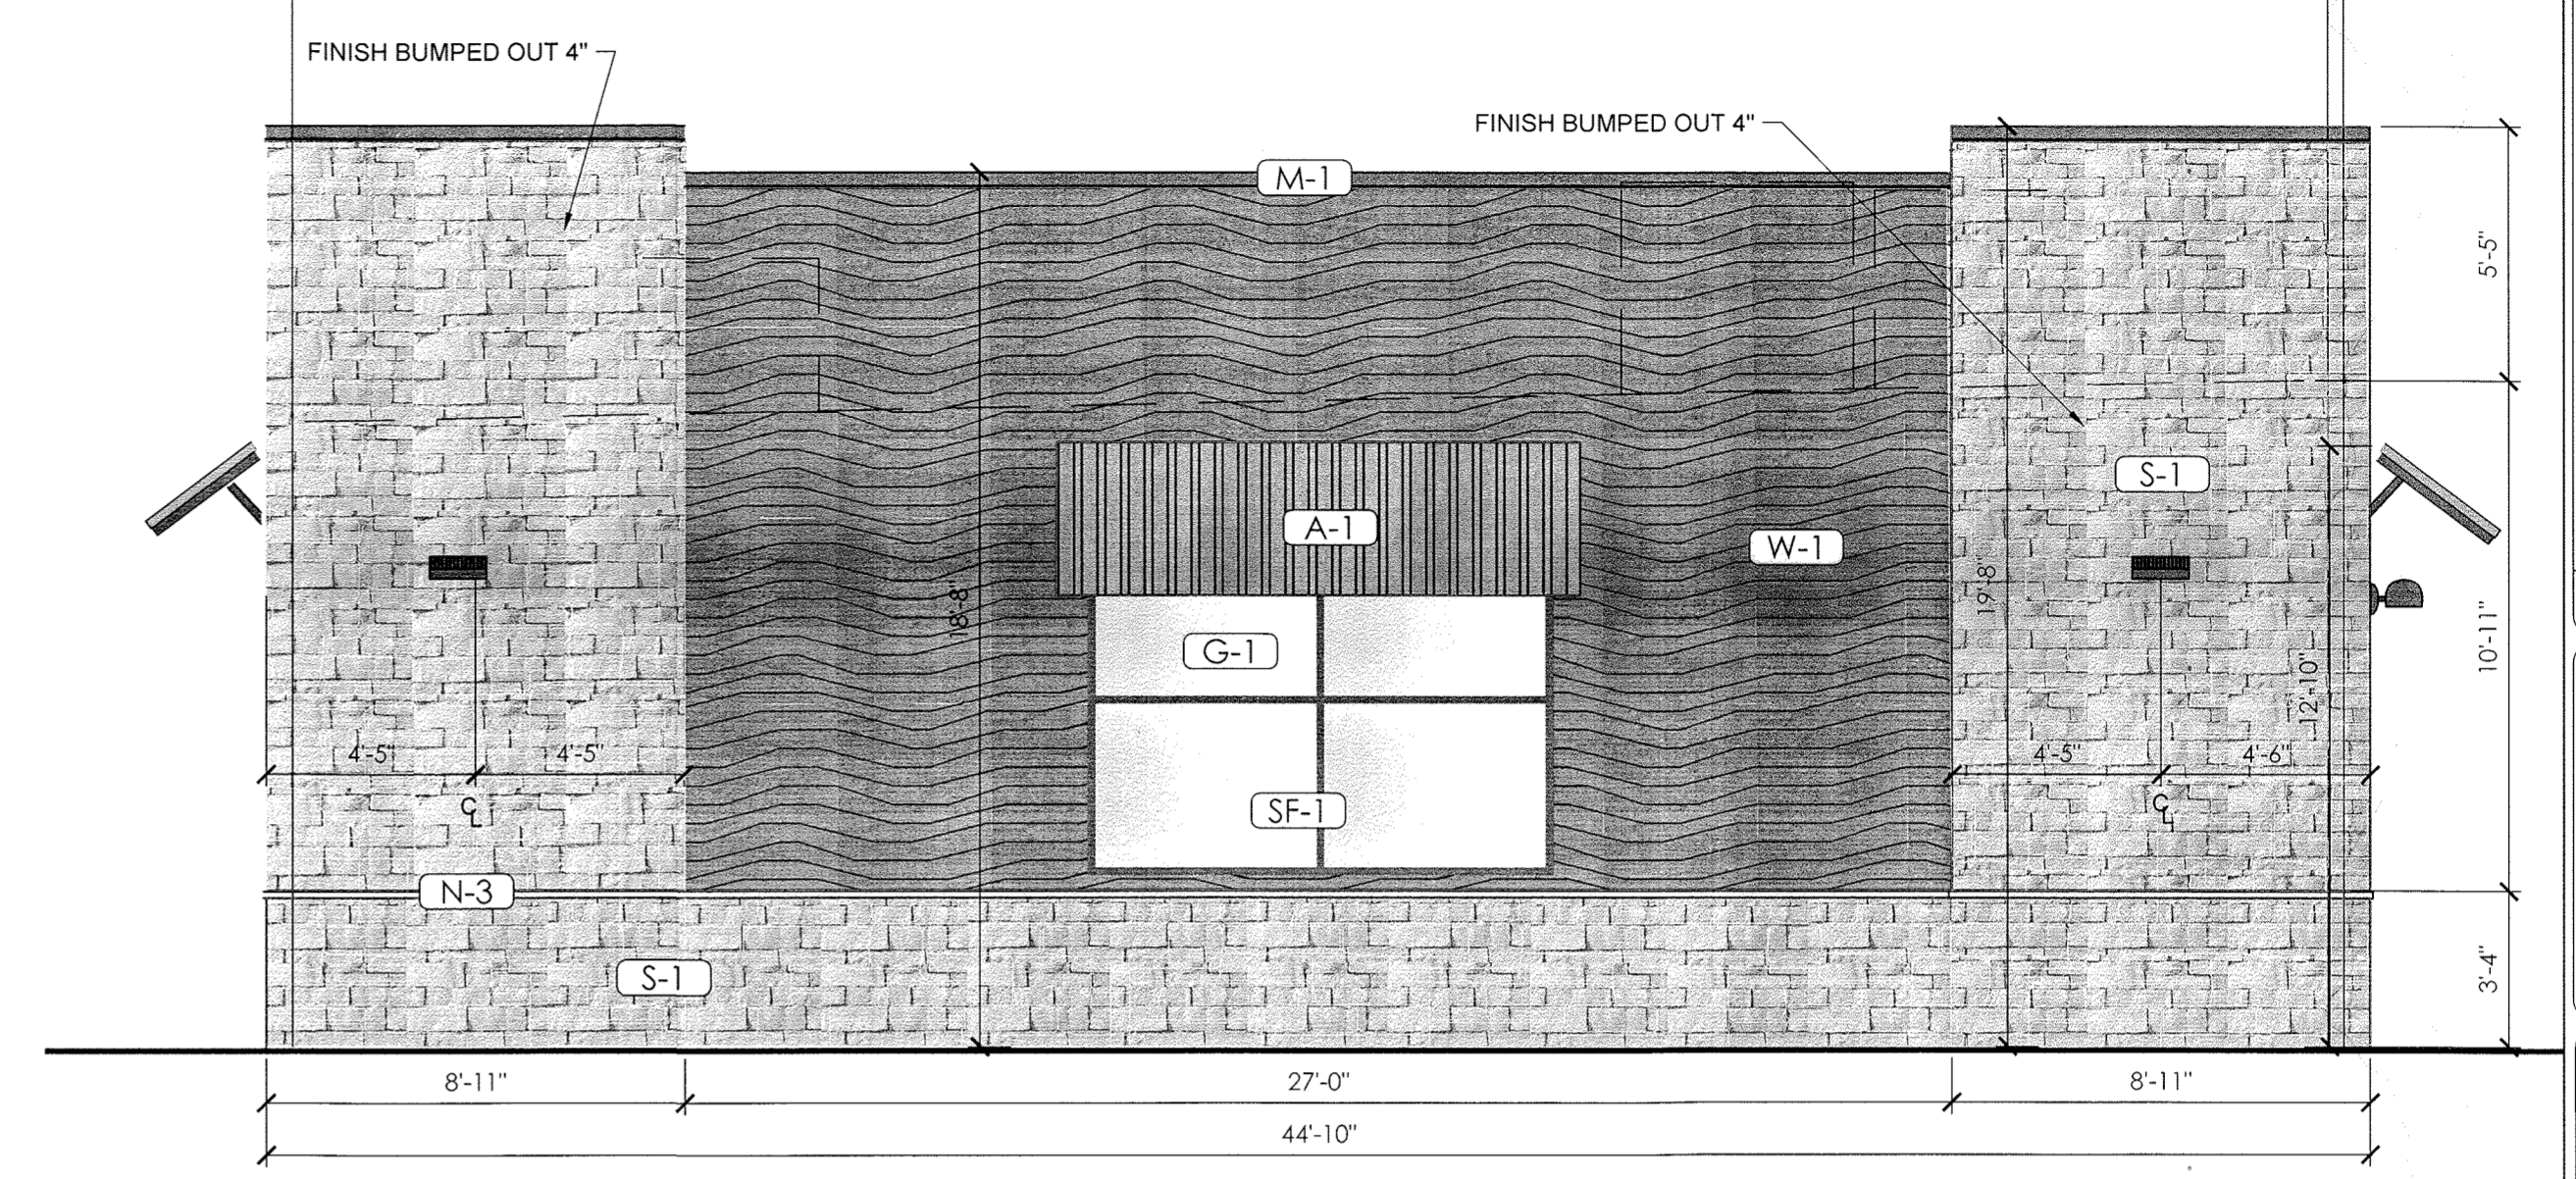 FINISH BUMPED OUT 4"
FINISH BUMPED OUT 4"
M-1
5'-5"
S-1
A-1
W-1
18'-8"
19'-8"
G-1
10'-11"
12'-10"
4'-5"
4'-5"
4'-5"
4'-6"
CL
CL
SF-1
N-3
S-1
3'-4"
8'-11"
27'-0"
8'-11"
44'-10"